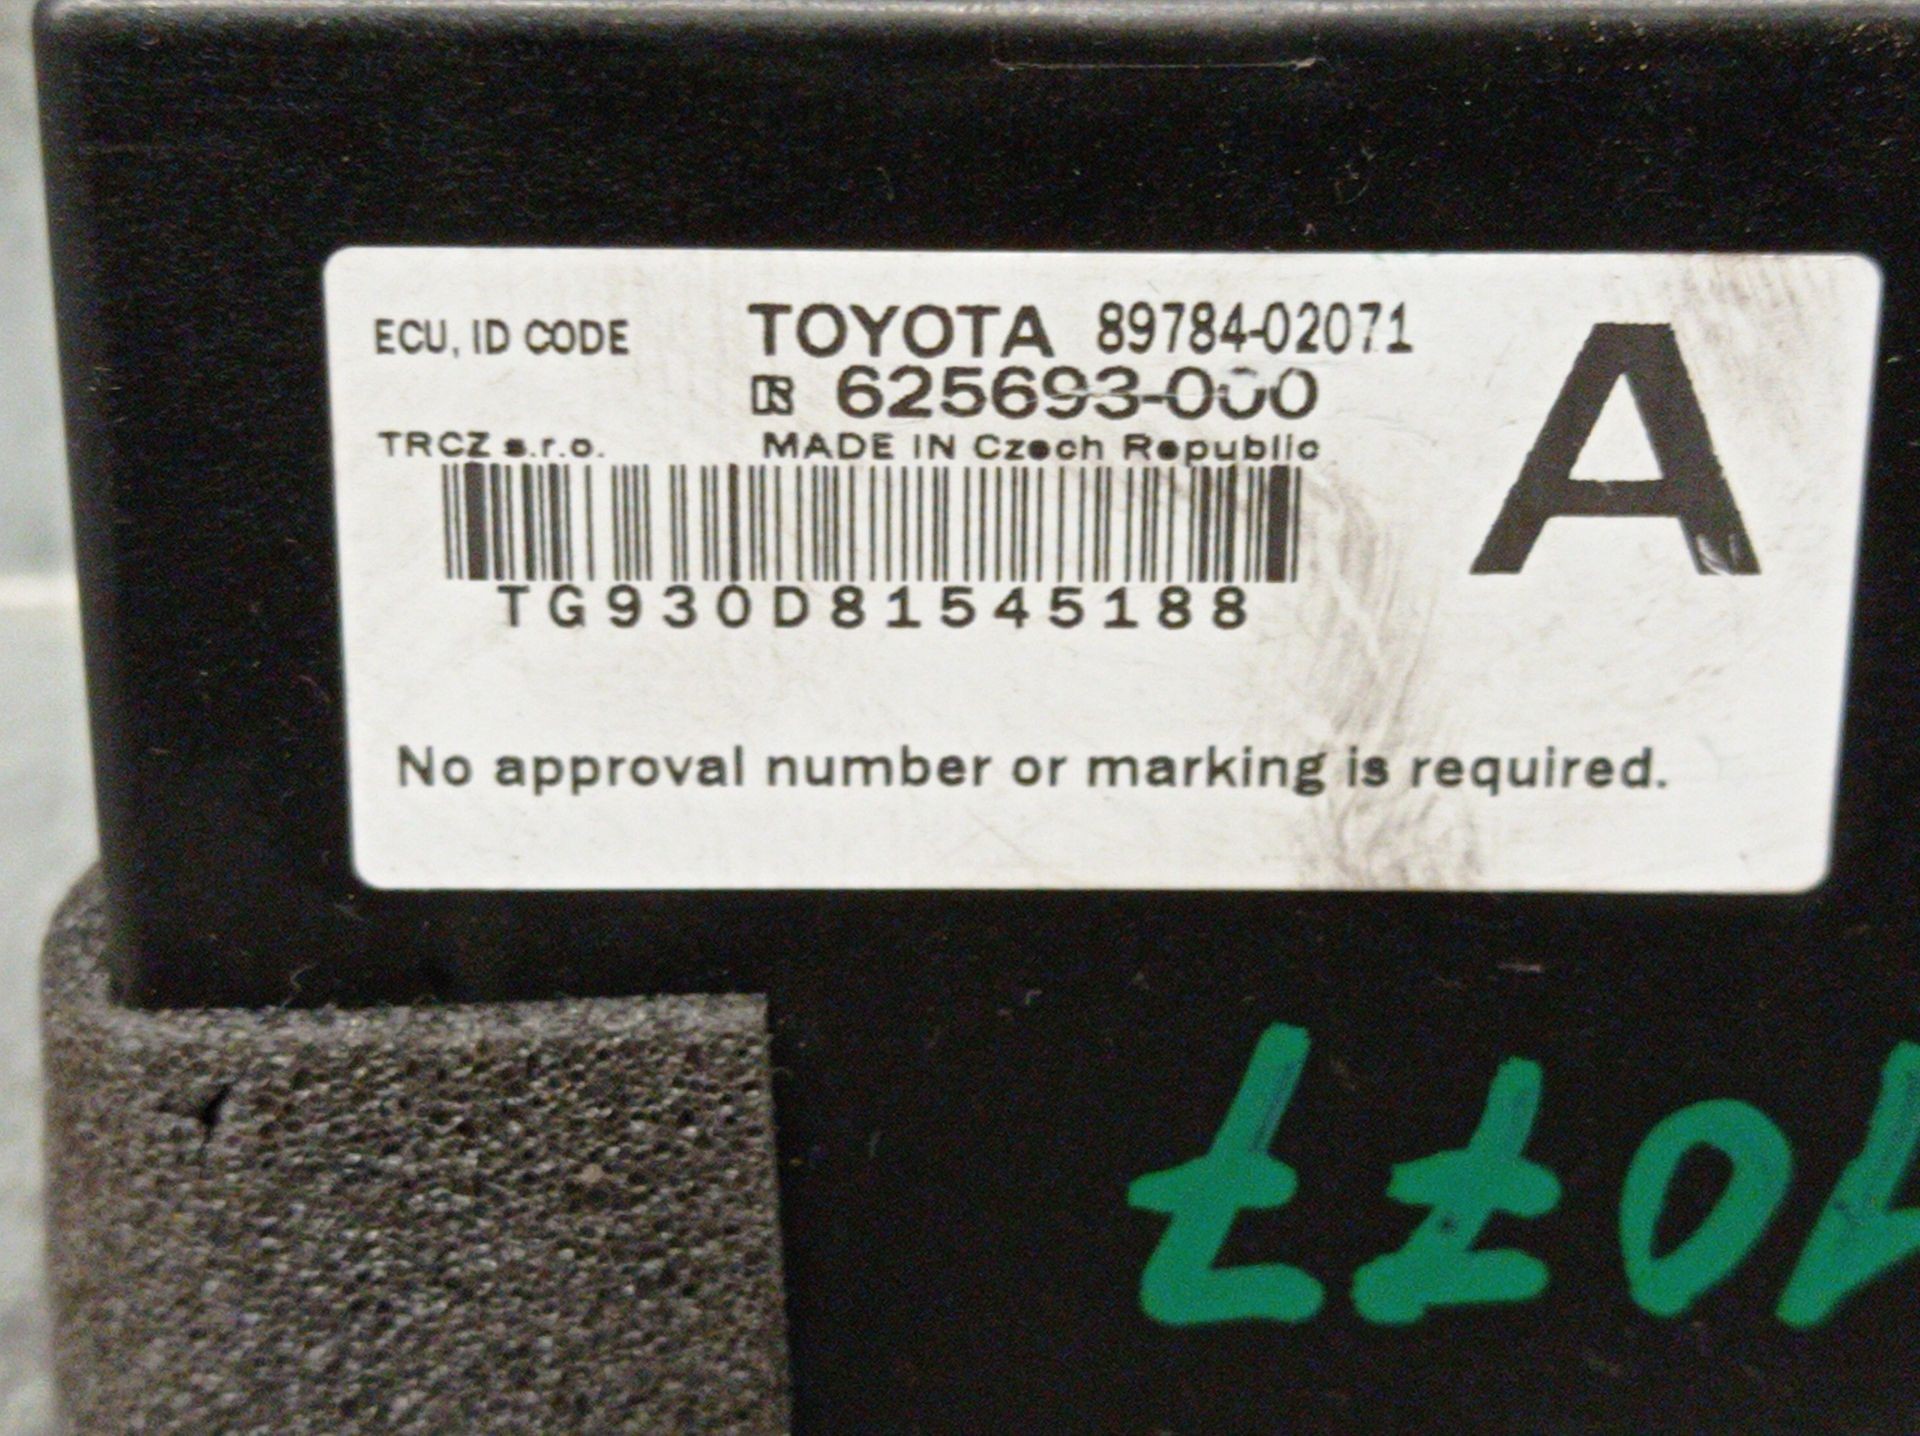 ECU, ID CODE TOYOTA 89784-02071
625693-000
TRCZ s.r.o. MADE IN Czech Republic
A
TG930D81545188
No approval number or marking is required.